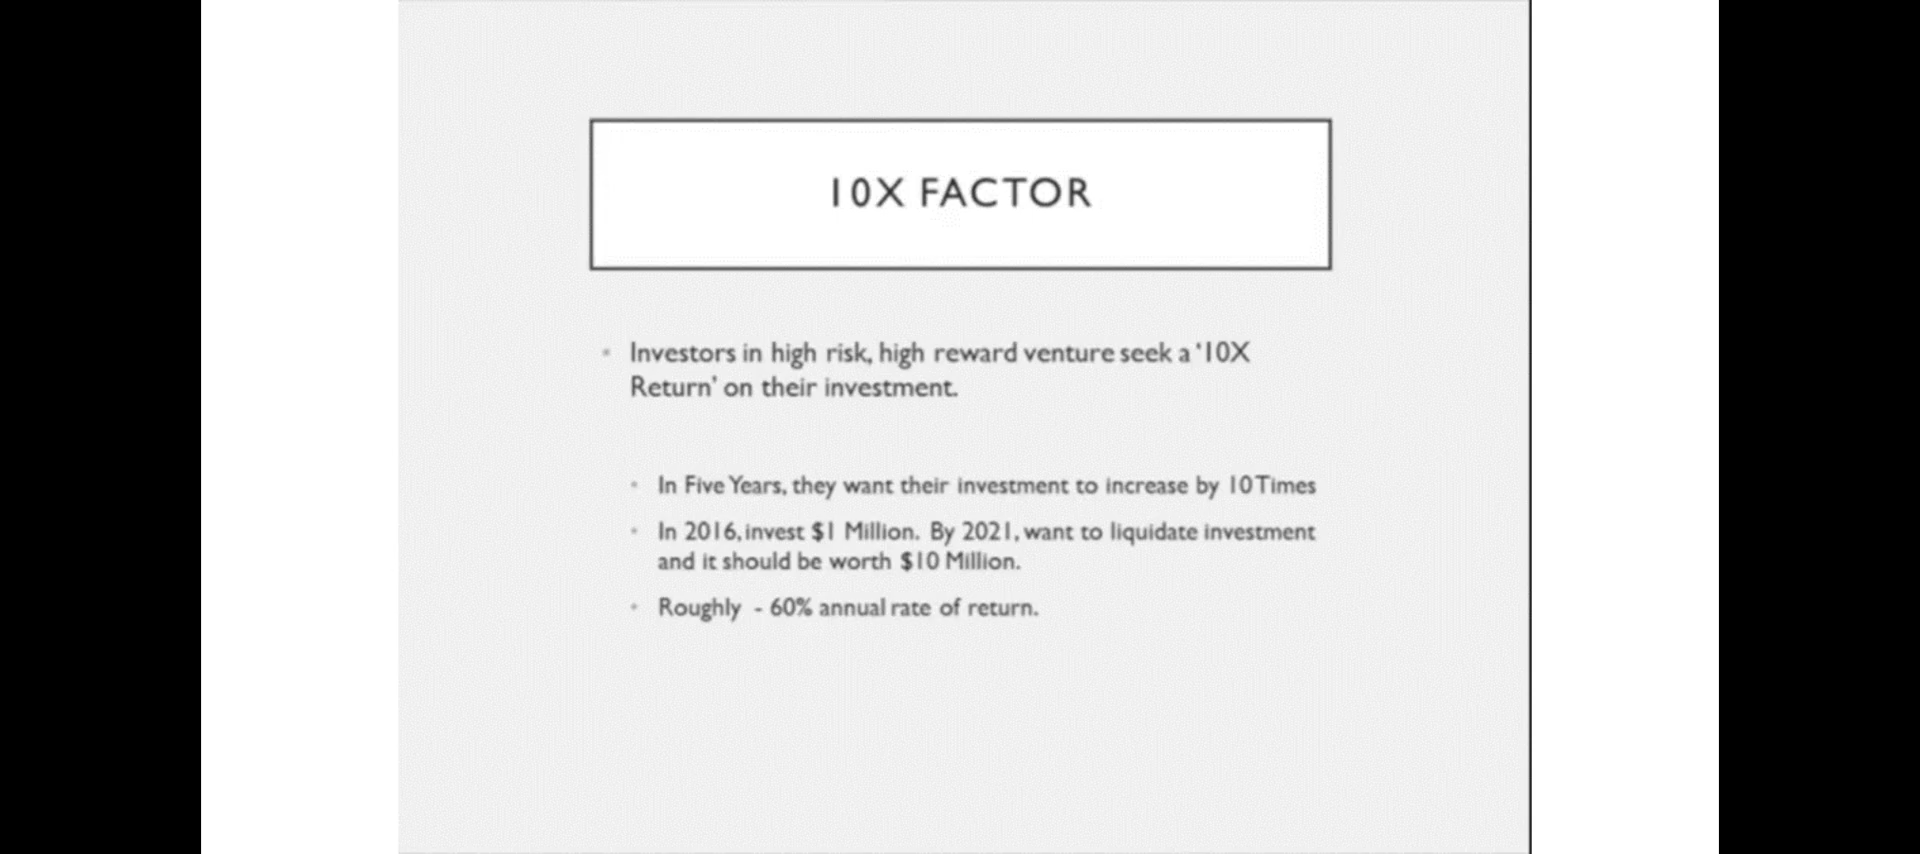 10X FACTOR
Investors in high risk, high reward venture seek a ‘10X
Return’ on their investment.
In Five Years, they want their investment to increase by 10 Times
In 2016, invest $1 Million. By 2021, want to liquidate investment
and it should be worth $10 Million.
Roughly - 60% annual rate of return.